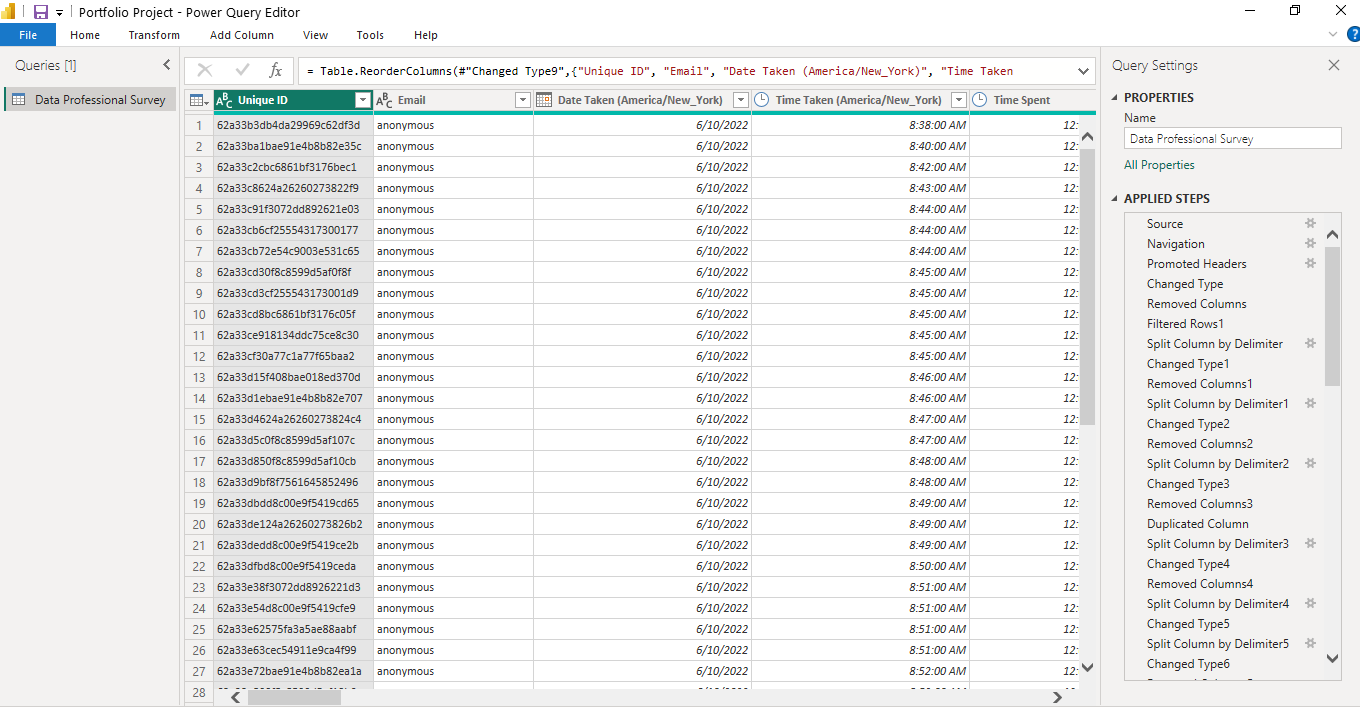 Portfolio Project - Power Query Editor
File Home Transform Add Column View Tools Help
?
Queries [1]
Data Professional Survey
fx = Table.ReorderColumns(#"Changed Type9",{"Unique ID", "Email", "Date Taken (America/New_York)", "Time Taken
ABC Unique ID ABC Email Date Taken (America/New_York) Time Taken (America/New_York) Time Spent
1 62a33b3db4da29969c62df3d anonymous 6/10/2022 8:38:00 AM 12:
2 62a33ba1bae91e4b8b82e35c anonymous 6/10/2022 8:40:00 AM 12:
3 62a33c2cbc6861bf3176bec1 anonymous 6/10/2022 8:42:00 AM 12:
4 62a33c8624a26260273822f9 anonymous 6/10/2022 8:43:00 AM 12:
5 62a33c91f3072dd892621e03 anonymous 6/10/2022 8:44:00 AM 12:
6 62a33cb6cf25554317300177 anonymous 6/10/2022 8:44:00 AM 12:
7 62a33cb72e54c9003e531c65 anonymous 6/10/2022 8:44:00 AM 12:
8 62a33cd30f8c8599d5af0f8f anonymous 6/10/2022 8:45:00 AM 12:
9 62a33cd3cf255543173001d9 anonymous 6/10/2022 8:45:00 AM 12:
10 62a33cd8bc6861bf3176c05f anonymous 6/10/2022 8:45:00 AM 12:
11 62a33ce918134ddc75ce8c30 anonymous 6/10/2022 8:45:00 AM 12:
12 62a33cf30a77c1a77f65baa2 anonymous 6/10/2022 8:45:00 AM 12:
13 62a33d15f408bae018ed370d anonymous 6/10/2022 8:46:00 AM 12:
14 62a33d1ebae91e4b8b82e707 anonymous 6/10/2022 8:46:00 AM 12:
15 62a33d4624a26260273824c4 anonymous 6/10/2022 8:47:00 AM 12:
16 62a33d5c0f8c8599d5af107c anonymous 6/10/2022 8:47:00 AM 12:
17 62a33d850f8c8599d5af10cb anonymous 6/10/2022 8:48:00 AM 12:
18 62a33d9bf8f7561645852496 anonymous 6/10/2022 8:48:00 AM 12:
19 62a33dbdd8c00e9f5419cd65 anonymous 6/10/2022 8:49:00 AM 12:
20 62a33de124a26260273826b2 anonymous 6/10/2022 8:49:00 AM 12:
21 62a33dedd8c00e9f5419ce2b anonymous 6/10/2022 8:49:00 AM 12:
22 62a33dfbd8c00e9f5419ceda anonymous 6/10/2022 8:50:00 AM 12:
23 62a33e38f3072dd8926221d3 anonymous 6/10/2022 8:51:00 AM 12:
24 62a33e54d8c00e9f5419cfe9 anonymous 6/10/2022 8:51:00 AM 12:
25 62a33e62575fa3a5ae88aabf anonymous 6/10/2022 8:51:00 AM 12:
26 62a33e63cec54911e9ca4f99 anonymous 6/10/2022 8:51:00 AM 12:
27 62a33e72bae91e4b8b82ea1a anonymous 6/10/2022 8:52:00 AM 12:
28
Query Settings
PROPERTIES
Name
Data Professional Survey
All Properties
APPLIED STEPS
Source
Navigation
Promoted Headers
Changed Type
Removed Columns
Filtered Rows1
Split Column by Delimiter
Changed Type1
Removed Columns1
Split Column by Delimiter1
Changed Type2
Removed Columns2
Split Column by Delimiter2
Changed Type3
Removed Columns3
Duplicated Column
Split Column by Delimiter3
Changed Type4
Removed Columns4
Split Column by Delimiter4
Changed Type5
Split Column by Delimiter5
Changed Type6